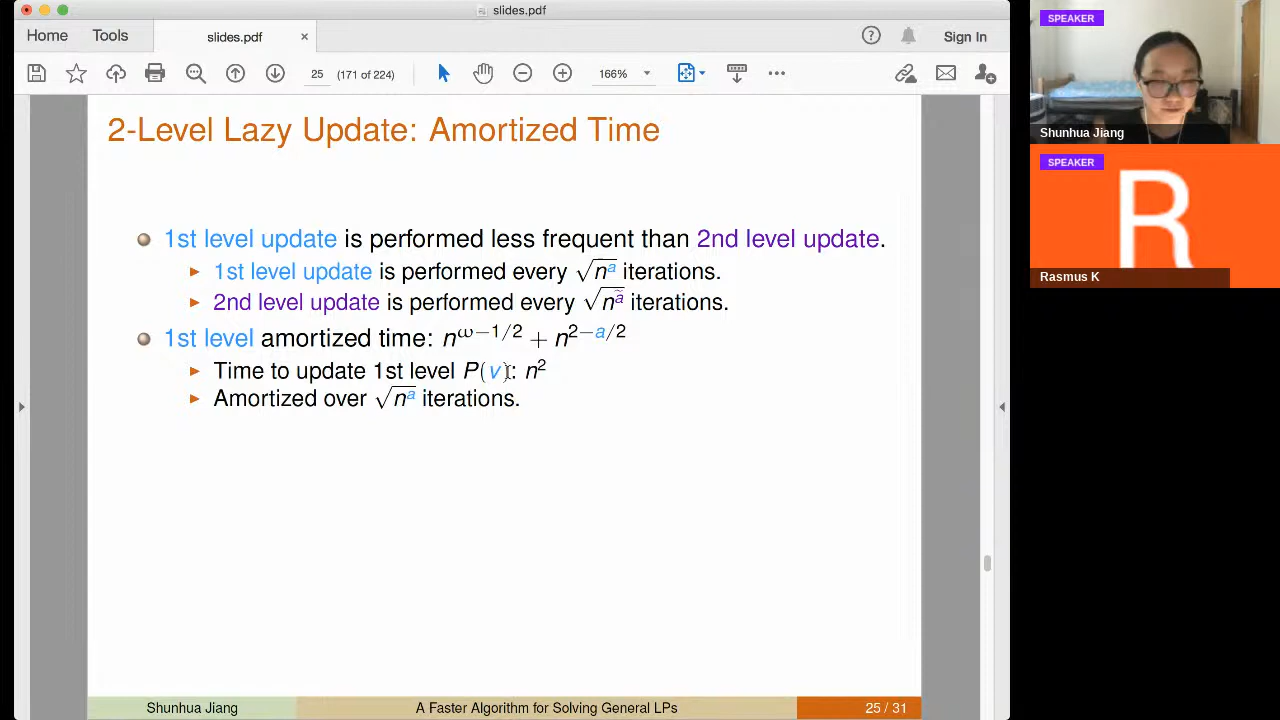 slides.pdf
Home Tools slides.pdf × Sign In
25 (171 of 224) 166%
2-Level Lazy Update: Amortized Time
1st level update is performed less frequent than 2nd level update.
1st level update is performed every √nᵃ iterations.
2nd level update is performed every √n^ã iterations.
1st level amortized time: n^{ω−1/2} + n^{2−a/2}
Time to update 1st level P(v): n²
Amortized over √nᵃ iterations.
Shunhua Jiang A Faster Algorithm for Solving General LPs 25 / 31
SPEAKER
Shunhua Jiang
SPEAKER
R
Rasmus K